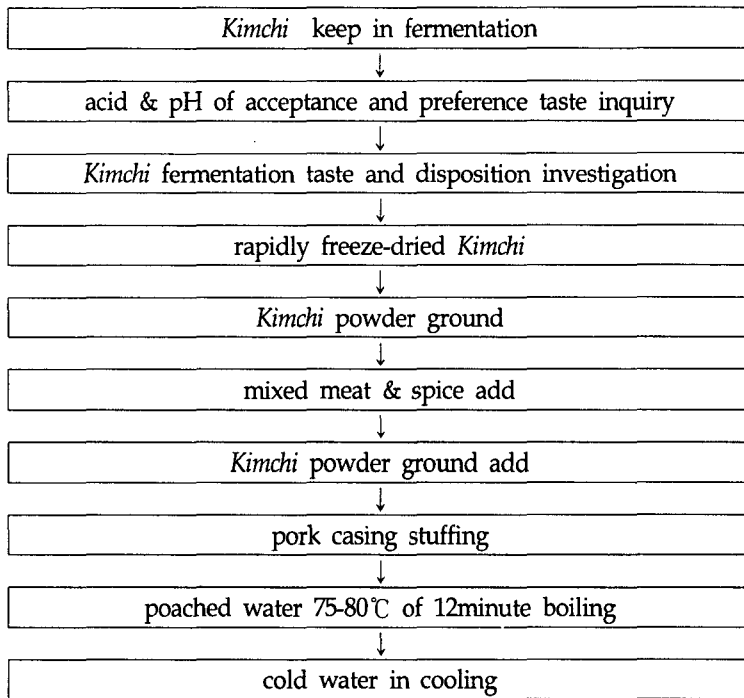 Kimchi keep in fermentation
↓
acid & pH of acceptance and preference taste inquiry
↓
Kimchi fermentation taste and disposition investigation
↓
rapidly freeze-dried Kimchi
↓
Kimchi powder ground
↓
mixed meat & spice add
↓
Kimchi powder ground add
↓
pork casing stuffing
↓
poached water 75-80℃ of 12minute boiling
↓
cold water in cooling